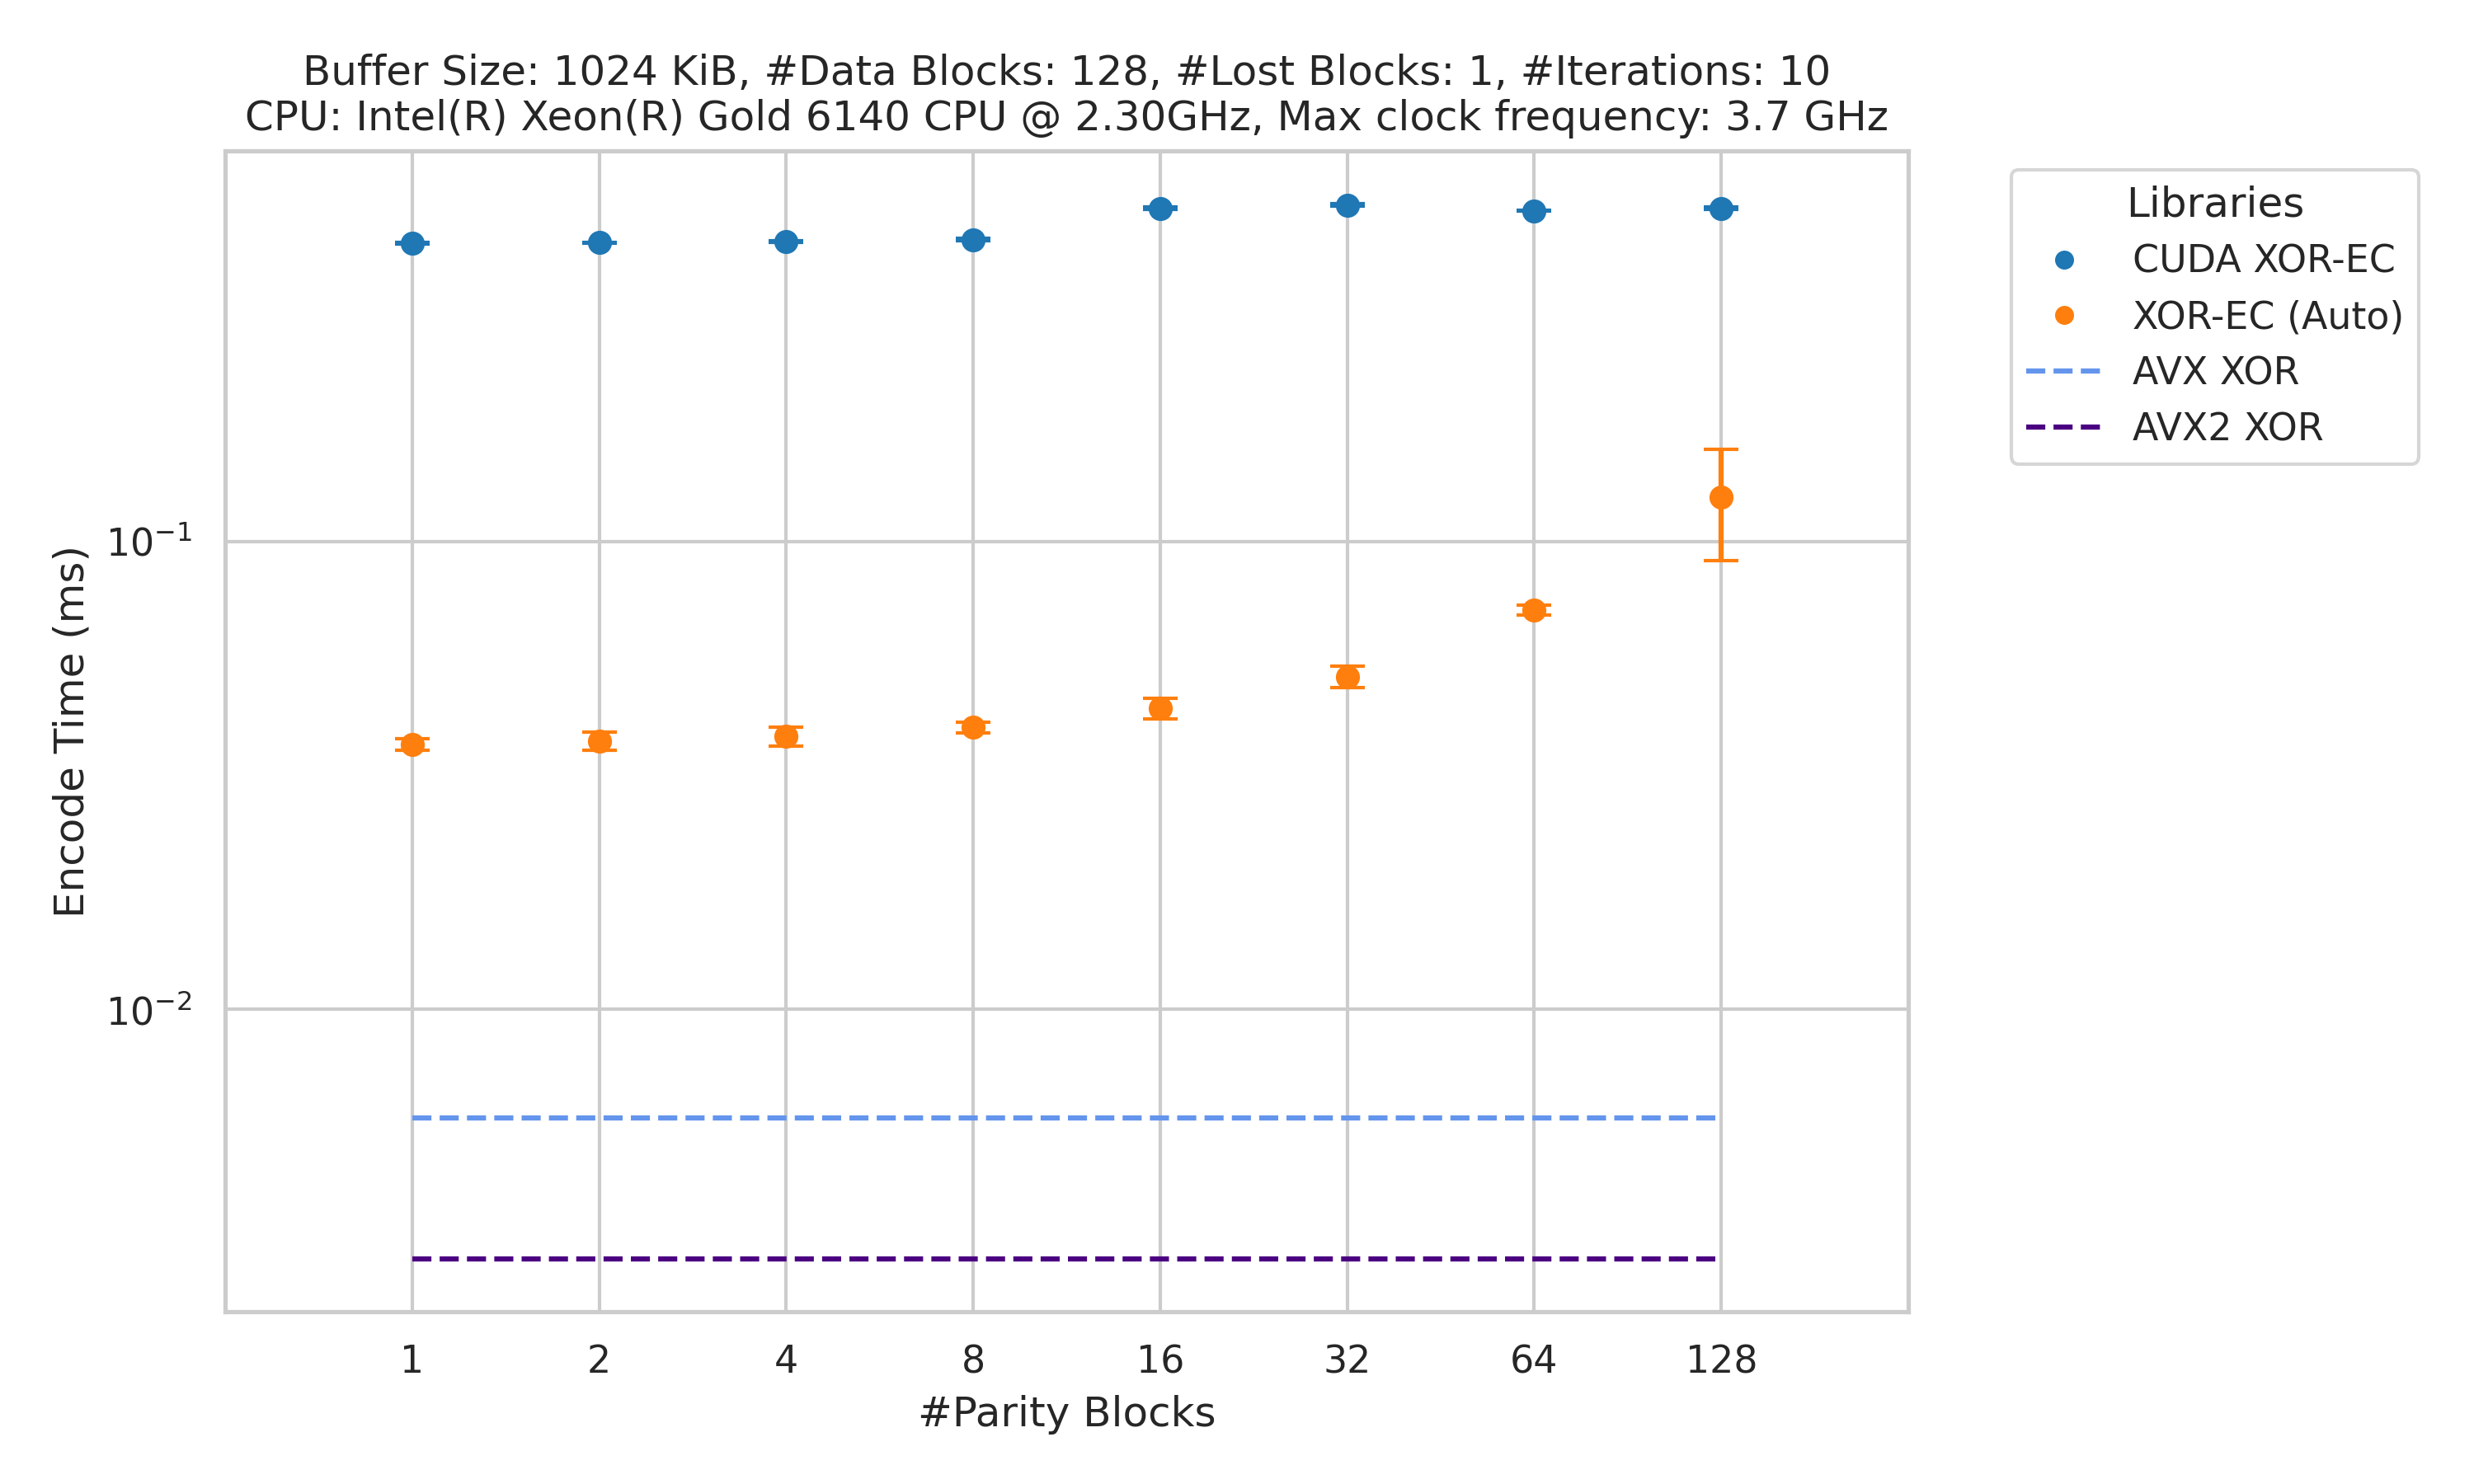 Buffer Size: 1024 KiB, #Data Blocks: 128, #Lost Blocks: 1, #Iterations: 10
CPU: Intel(R) Xeon(R) Gold 6140 CPU @ 2.30GHz, Max clock frequency: 3.7 GHz
Libraries
CUDA XOR-EC
XOR-EC (Auto)
AVX XOR
AVX2 XOR
Encode Time (ms)
10⁻¹
10⁻²
1 2 4 8 16 32 64 128
#Parity Blocks